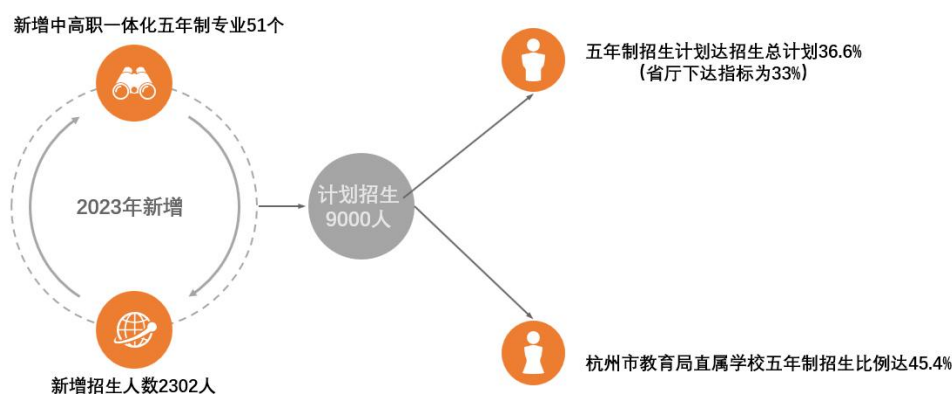 新增中高职一体化五年制专业51个
2023年新增
新增招生人数2302人
计划招生
9000人
五年制招生计划达招生总计划36.6%
(省厅下达指标为33%)
杭州市教育局直属学校五年制招生比例达45.4%